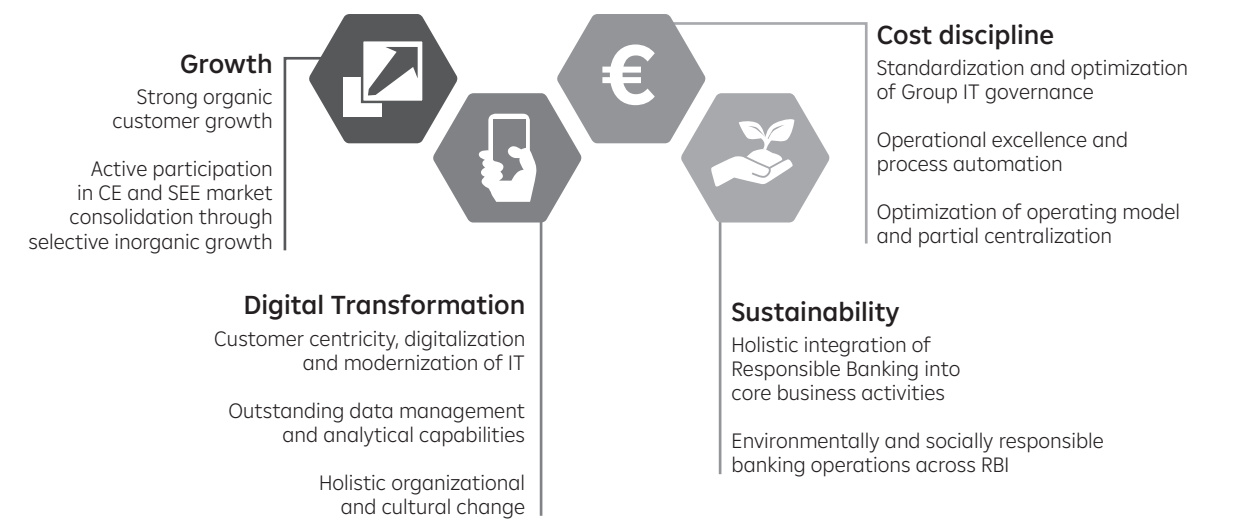 Growth
Strong organic
customer growth
Active participation
in CE and SEE market
consolidation through
selective inorganic growth
Digital Transformation
Customer centricity, digitalization
and modernization of IT
Outstanding data management
and analytical capabilities
Holistic organizational
and cultural change
€
Cost discipline
Standardization and optimization
of Group IT governance
Operational excellence and
process automation
Optimization of operating model
and partial centralization
Sustainability
Holistic integration of
Responsible Banking into
core business activities
Environmentally and socially responsible
banking operations across RBI